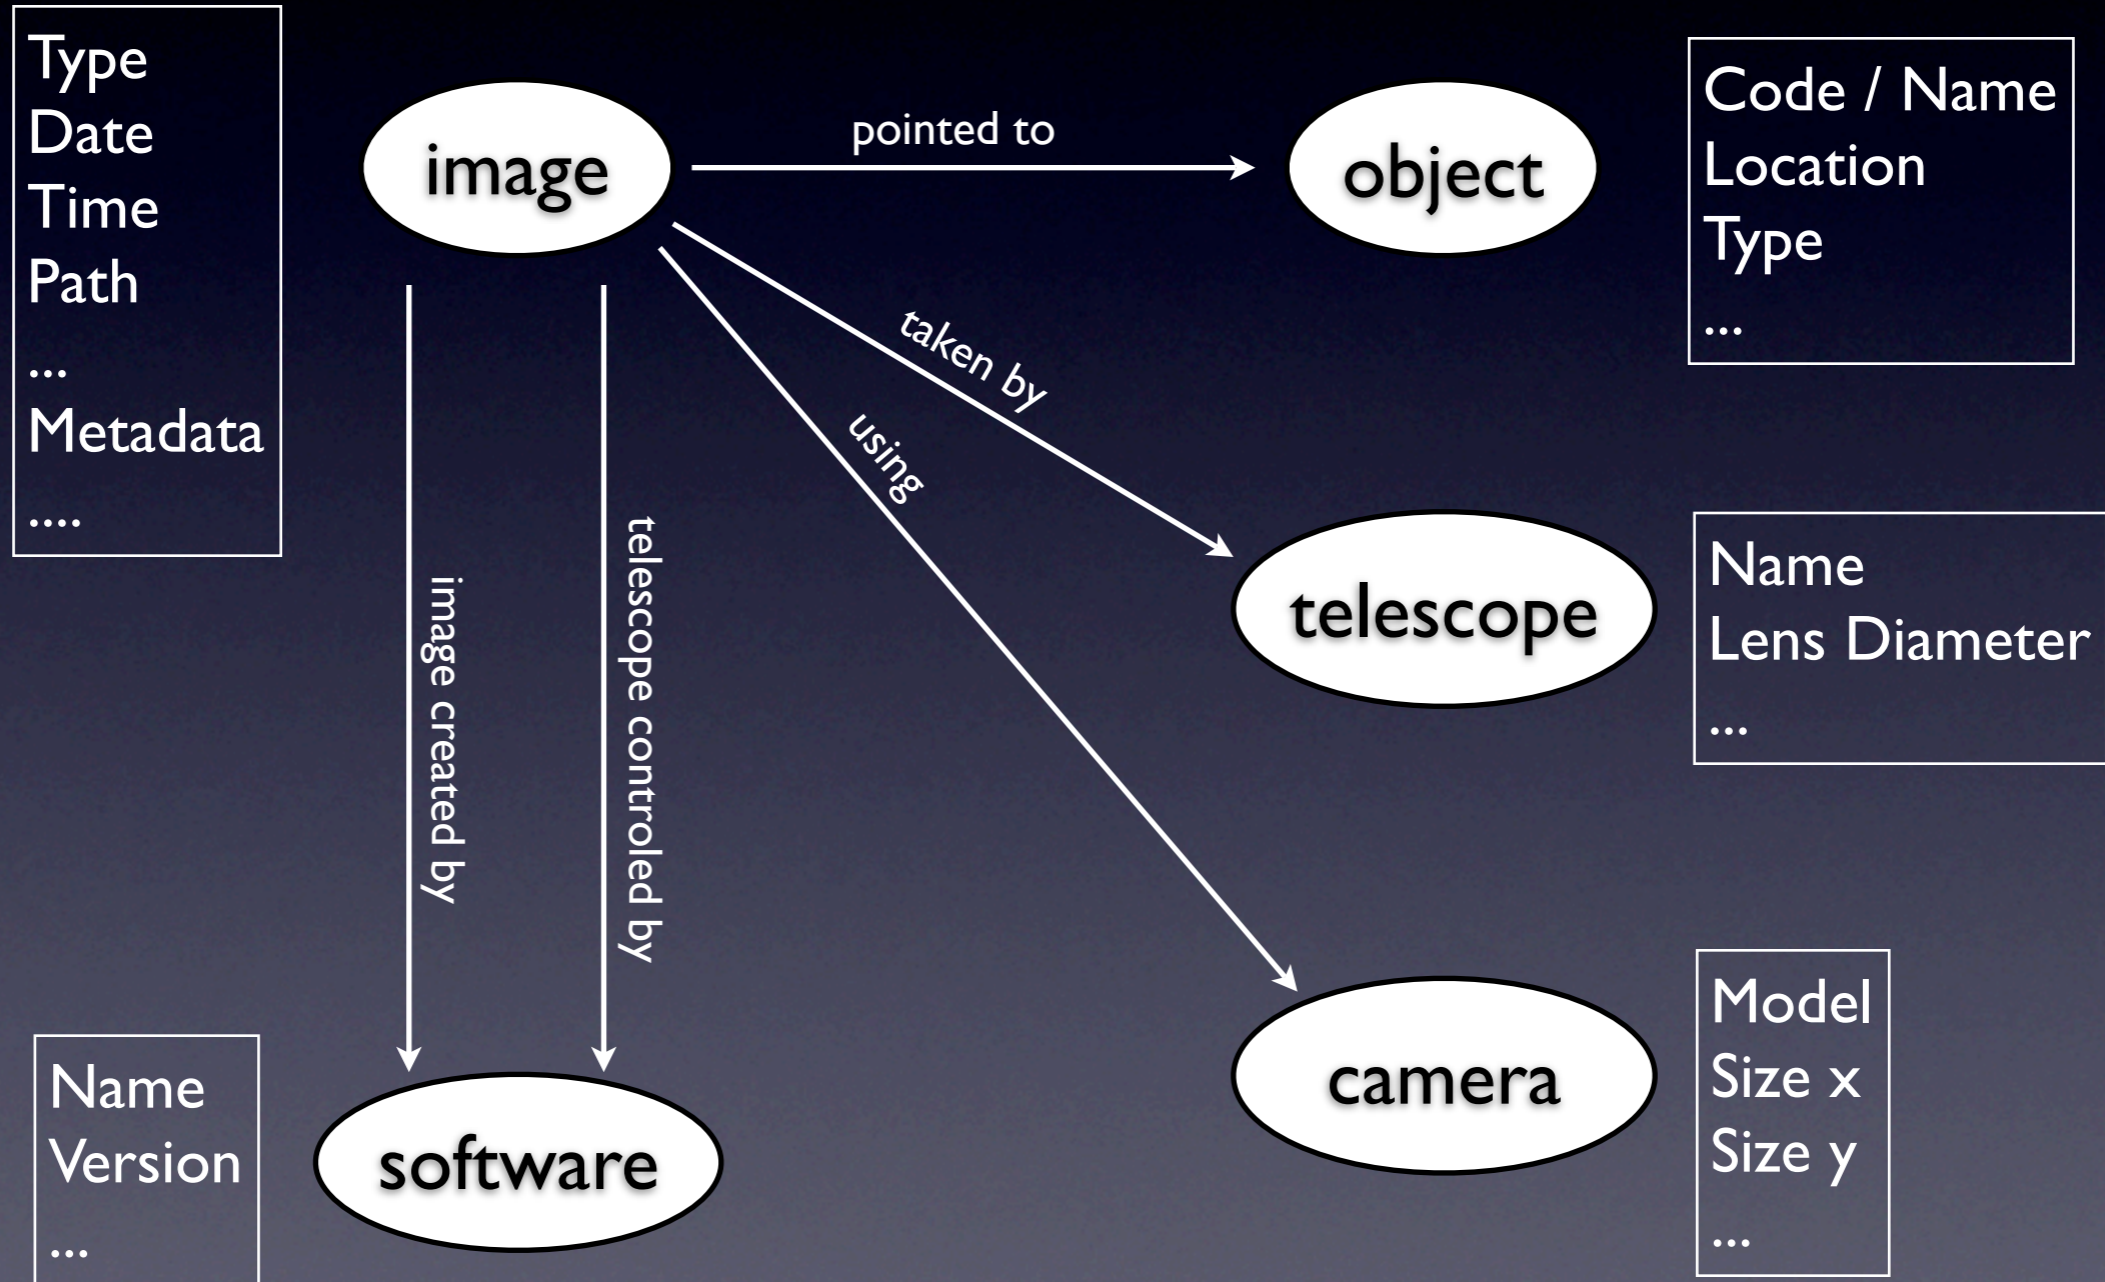 Type
Date
Time
Path
...
Metadata
....
image
pointed to
object
Code / Name
Location
Type
...
taken by
using
telescope
Name
Lens Diameter
...
image created by
telescope controled by
Name
Version
...
software
camera
Model
Size x
Size y
...